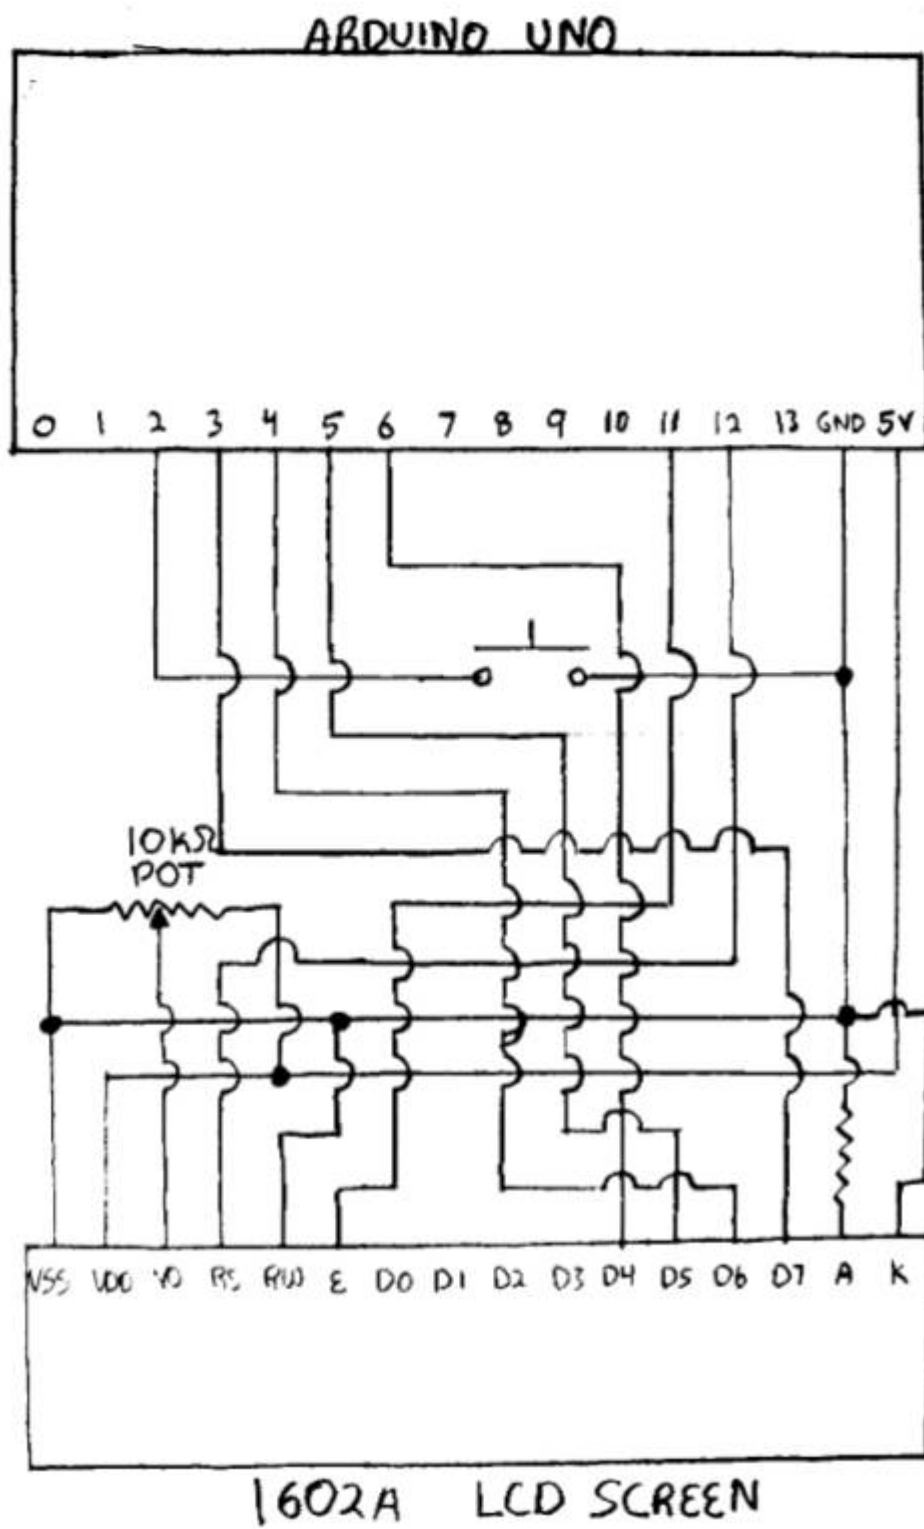 ARDUINO UNO
0 1 2 3 4 5 6 7 8 9 10 11 12 13 GND 5V
10kΩ
POT
VSS VDD VO RS RW E D0 D1 D2 D3 D4 D5 D6 D7 A K
1602A LCD SCREEN